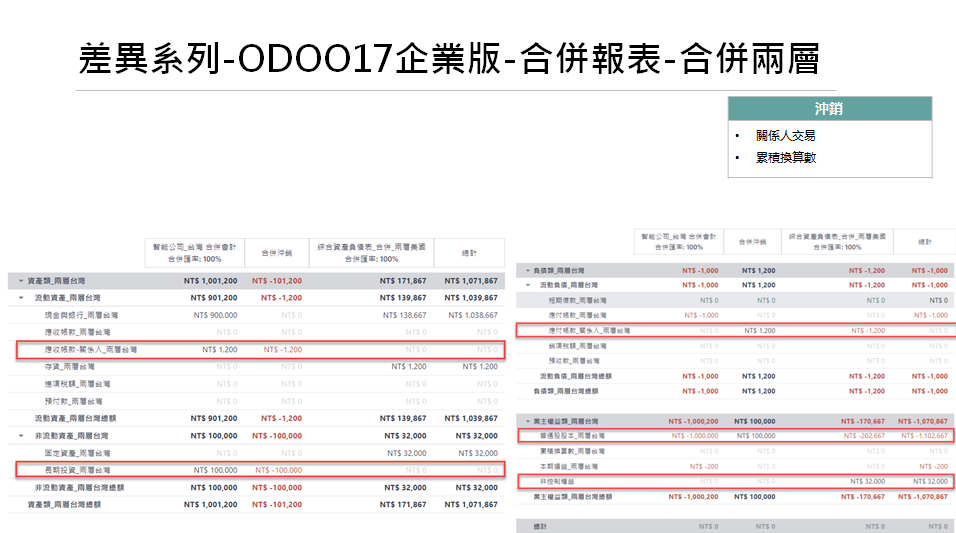 差異系列-ODOO17企業版-合併報表-合併兩層
沖銷
• 關係人交易
• 累積換算數
智能公司_台灣 合併會計 合併沖銷 綜合資產負債表_合併_兩層美國 總計
合併匯率: 100% 合併匯率: 100%
資產類_兩層台灣 NT$ 1,001,200 NT$ -101,200 NT$ 171,867 NT$ 1,071,867
流動資產_兩層台灣 NT$ 901,200 NT$ -1,200 NT$ 139,867 NT$ 1,039,867
現金與銀行_兩層台灣 NT$ 900,000 NT$ 0 NT$ 138,667 NT$ 1,038,667
應收帳款_兩層台灣 NT$ 0 NT$ 0 NT$ 0 NT$ 0
應收帳款-關係人_兩層台灣 NT$ 1,200 NT$ -1,200 NT$ 0 NT$ 0
存貨_兩層台灣 NT$ 0 NT$ 0 NT$ 1,200 NT$ 1,200
進項稅額_兩層台灣 NT$ 0 NT$ 0 NT$ 0 NT$ 0
預付款_兩層台灣 NT$ 0 NT$ 0 NT$ 0 NT$ 0
流動資產_兩層台灣總額 NT$ 901,200 NT$ -1,200 NT$ 139,867 NT$ 1,039,867
非流動資產_兩層台灣 NT$ 100,000 NT$ -100,000 NT$ 32,000 NT$ 32,000
固定資產_兩層台灣 NT$ 0 NT$ 0 NT$ 32,000 NT$ 32,000
長期投資_兩層台灣 NT$ 100,000 NT$ -100,000 NT$ 0 NT$ 0
非流動資產_兩層台灣總額 NT$ 100,000 NT$ -100,000 NT$ 32,000 NT$ 32,000
資產類_兩層台灣總額 NT$ 1,001,200 NT$ -101,200 NT$ 171,867 NT$ 1,071,867
智能公司_台灣 合併會計 合併沖銷 綜合資產負債表_合併_兩層美國 總計
合併匯率: 100% 合併匯率: 100%
負債類_兩層台灣 NT$ -1,000 NT$ 1,200 NT$ -1,200 NT$ -1,000
流動負債_兩層台灣 NT$ -1,000 NT$ 1,200 NT$ -1,200 NT$ -1,000
短期借款_兩層台灣 NT$ 0 NT$ 0 NT$ 0 NT$ 0
應付帳款_兩層台灣 NT$ -1,000 NT$ 0 NT$ 0 NT$ -1,000
應付帳款_關係人_兩層台灣 NT$ 0 NT$ 1,200 NT$ -1,200 NT$ 0
銷項稅額_兩層台灣 NT$ 0 NT$ 0 NT$ 0 NT$ 0
預收款_兩層台灣 NT$ 0 NT$ 0 NT$ 0 NT$ 0
流動負債_兩層台灣總額 NT$ -1,000 NT$ 1,200 NT$ -1,200 NT$ -1,000
負債類_兩層台灣總額 NT$ -1,000 NT$ 1,200 NT$ -1,200 NT$ -1,000
業主權益類_兩層台灣 NT$ -1,000,200 NT$ 100,000 NT$ -170,667 NT$ -1,070,867
普通股股本_兩層台灣 NT$ -1,000,000 NT$ 100,000 NT$ -202,667 NT$ -1,102,667
累積換算數_兩層台灣 NT$ 0 NT$ 0 NT$ 0 NT$ 0
本期損益_兩層台灣 NT$ -200 NT$ 0 NT$ 0 NT$ -200
非控制權益 NT$ 0 NT$ 0 NT$ 32,000 NT$ 32,000
業主權益類_兩層台灣總額 NT$ -1,000,200 NT$ 100,000 NT$ -170,667 NT$ -1,070,867
總計 NT$ 0 NT$ 0 NT$ 0 NT$ 0